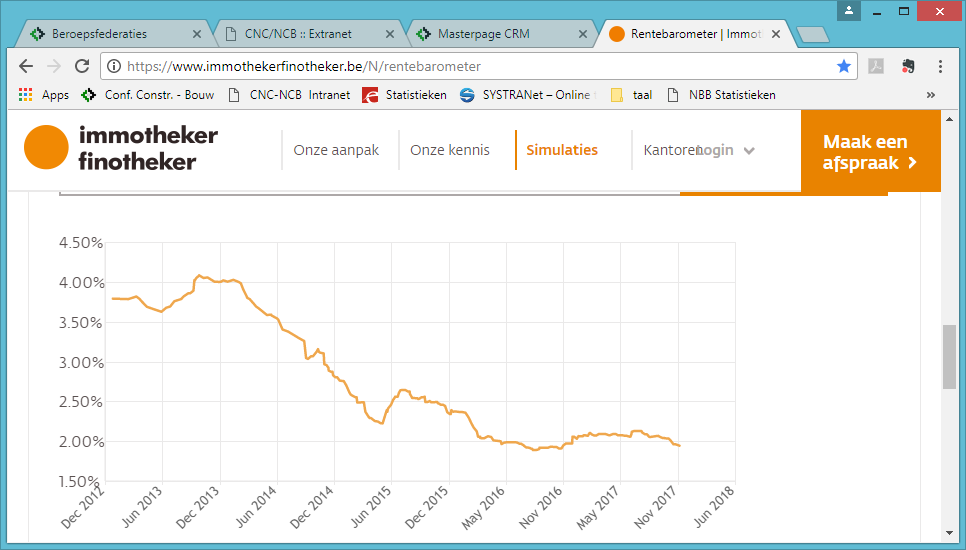 Beroepsfederaties
CNC/NCB :: Extranet
Masterpage CRM
Rentebarometer | Immot
https://www.immothekerfinotheker.be/N/rentebarometer
Apps
Conf. Constr. - Bouw
CNC-NCB Intranet
Statistieken
SYSTRANet – Online
taal
NBB Statistieken
»
immotheker
finotheker
Onze aanpak
Onze kennis
Simulaties
Kantoren
Login
Maak een
afspraak
4.50%
4.00%
3.50%
3.00%
2.50%
2.00%
1.50%
Dec 2012
Jun 2013
Dec 2013
Jun 2014
Dec 2014
Jun 2015
Dec 2015
May 2016
Nov 2016
May 2017
Nov 2017
Jun 2018